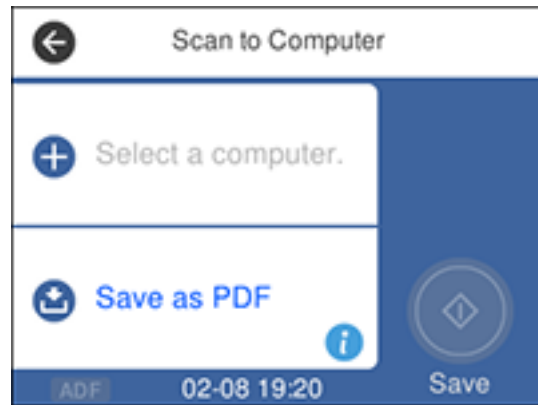 Scan to Computer
Select a computer.
Save as PDF
i
ADF 02-08 19:20 Save